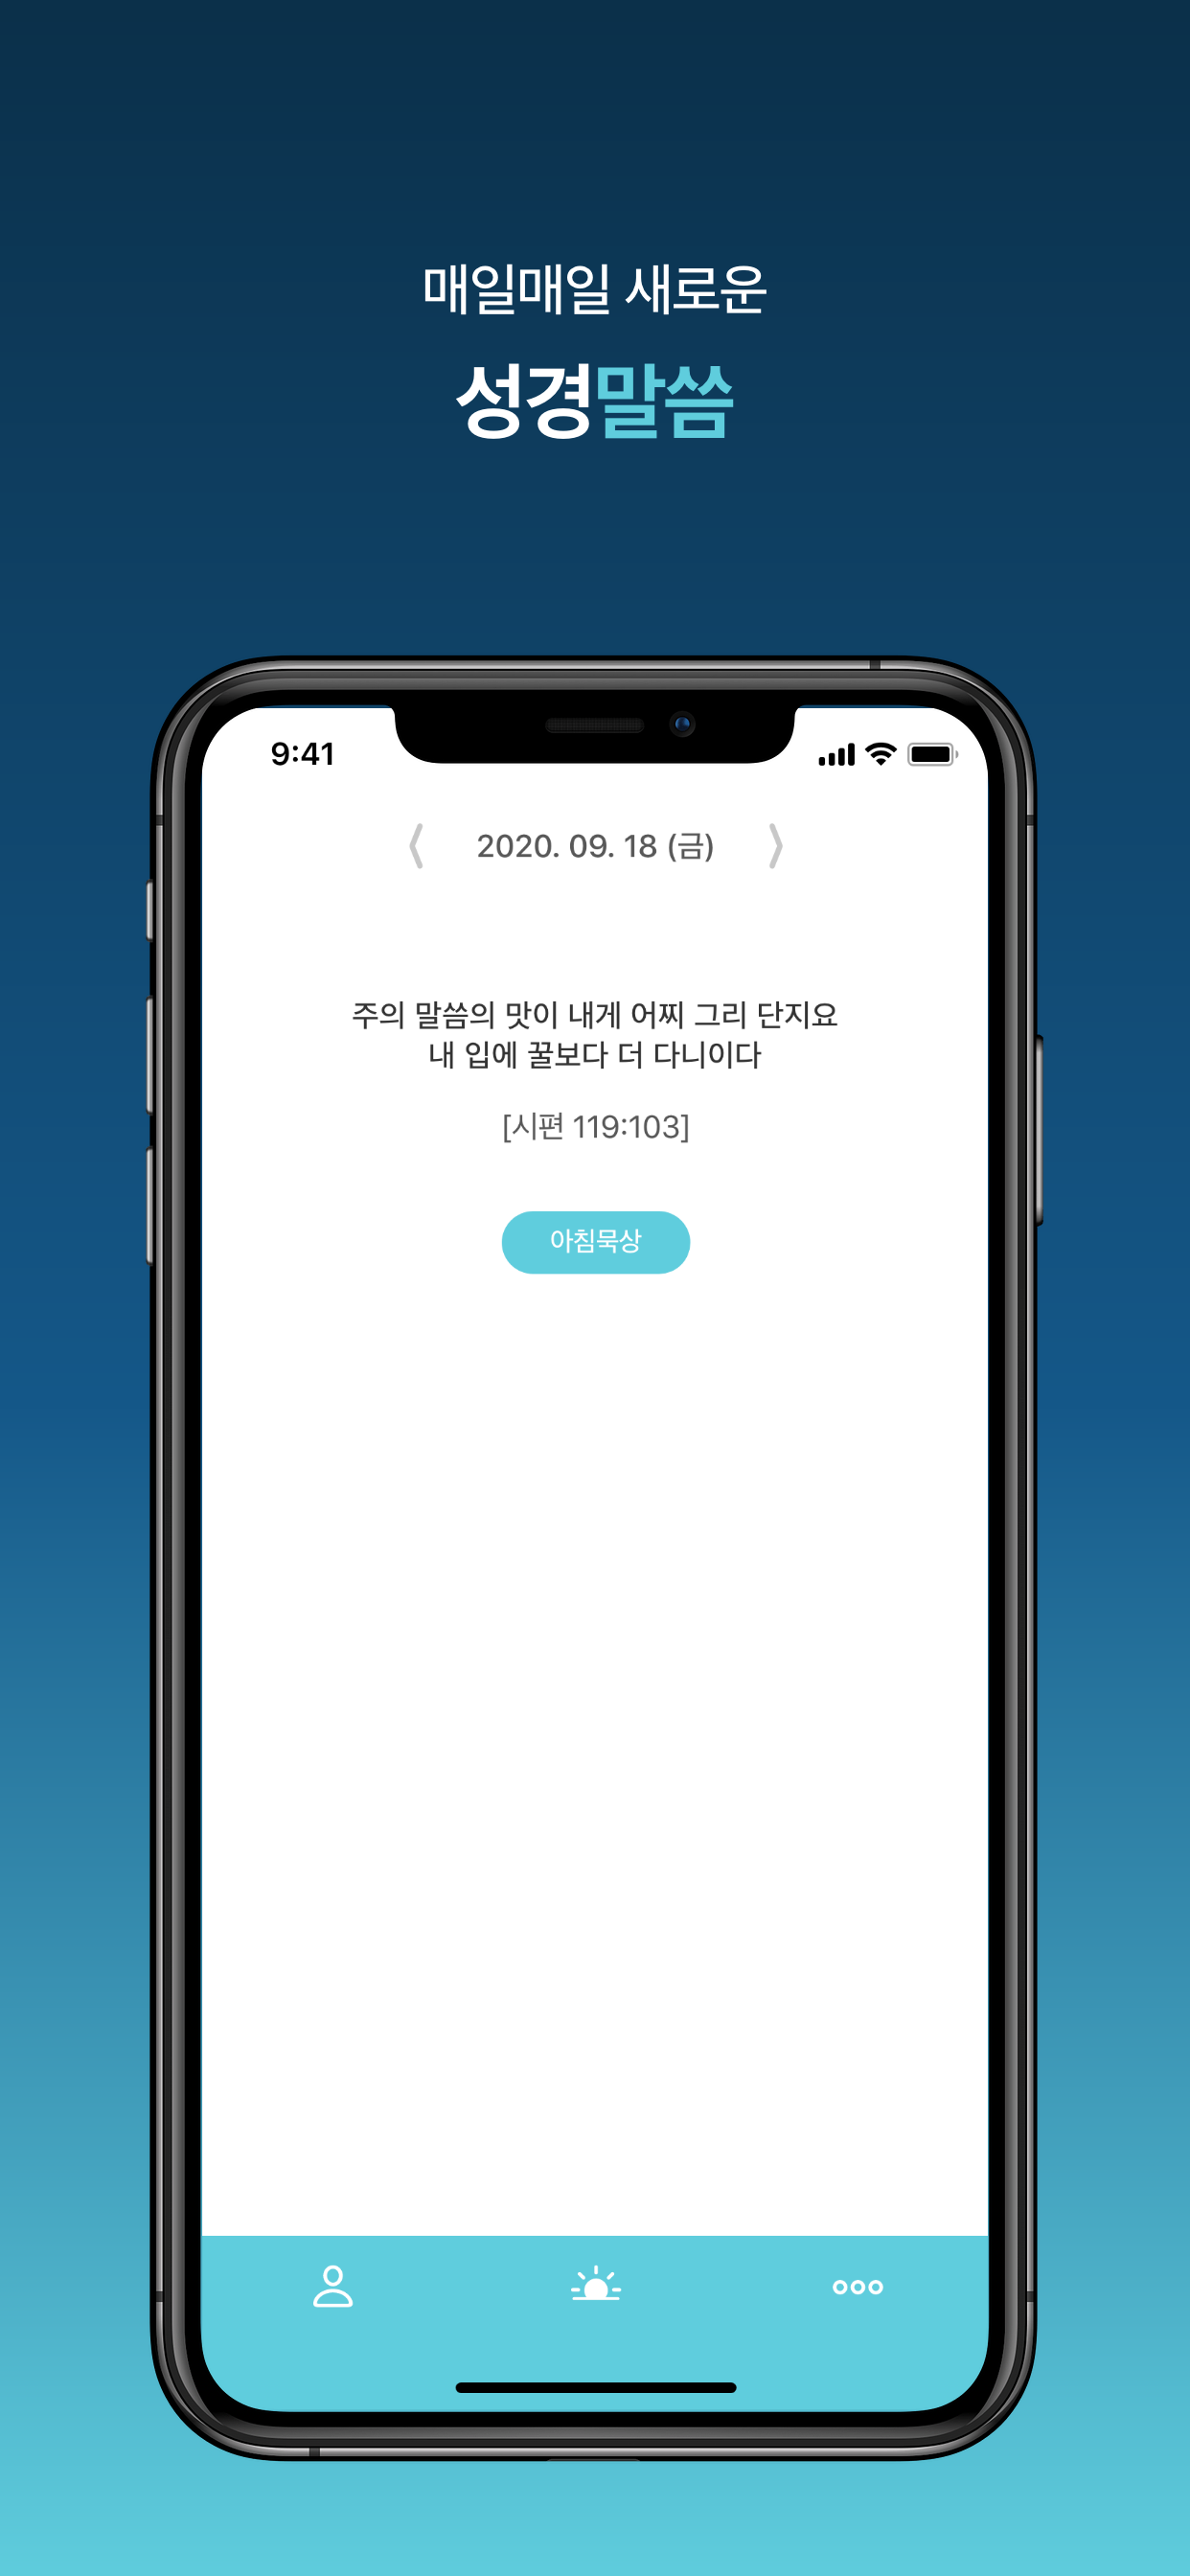 매일매일 새로운
성경말씀
9:41
2020. 09. 18 (금)
주의 말씀의 맛이 내게 어찌 그리 단지요
내 입에 꿀보다 더 다니이다
[시편 119:103]
아침묵상